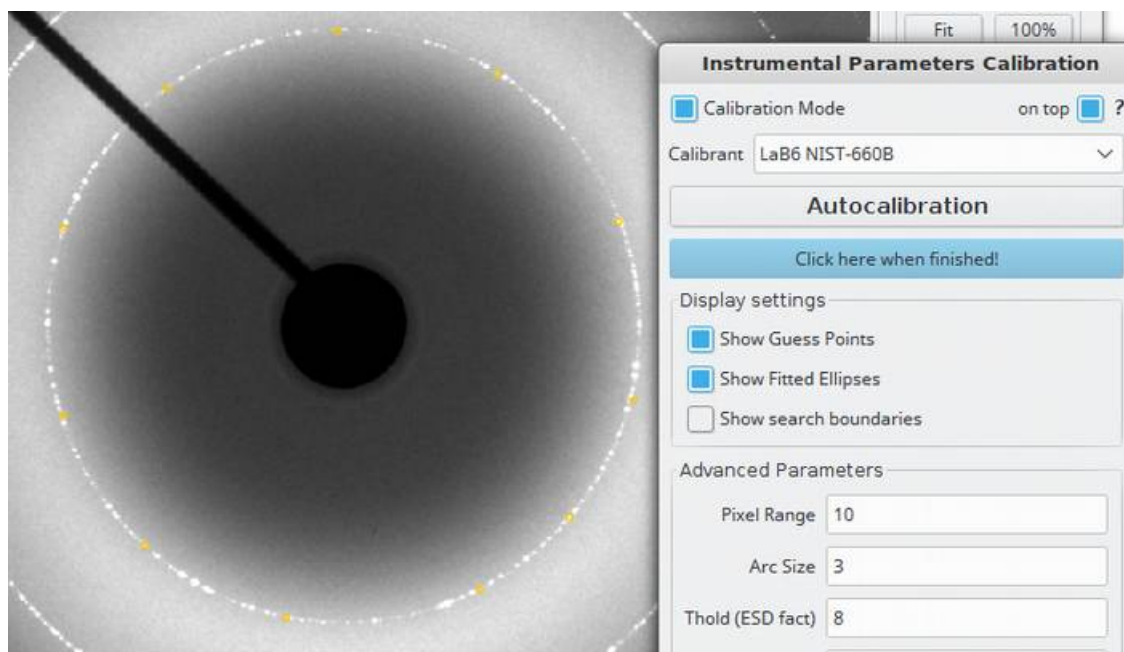 Fit 100%
Instrumental Parameters Calibration
Calibration Mode on top ?
Calibrant LaB6 NIST-660B
Autocalibration
Click here when finished!
Display settings
Show Guess Points
Show Fitted Ellipses
Show search boundaries
Advanced Parameters
Pixel Range 10
Arc Size 3
Thold (ESD fact) 8